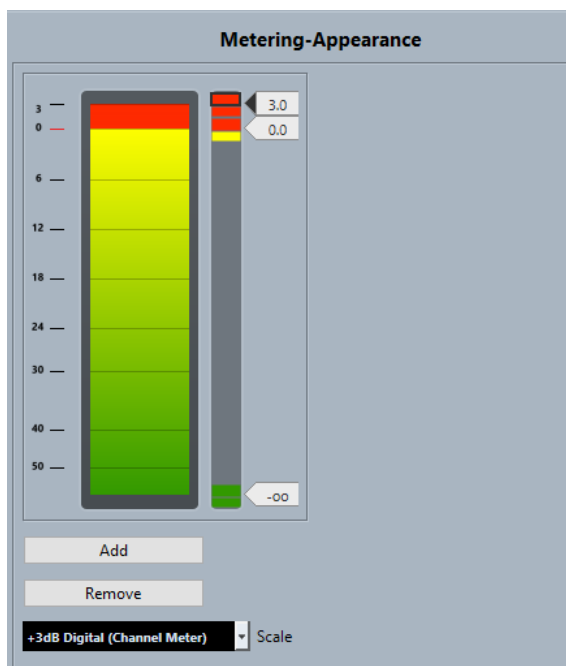 Metering-Appearance
3
0
6
12
18
24
30
40
50
3.0
0.0
-oo
Add
Remove
+3dB Digital (Channel Meter)
Scale